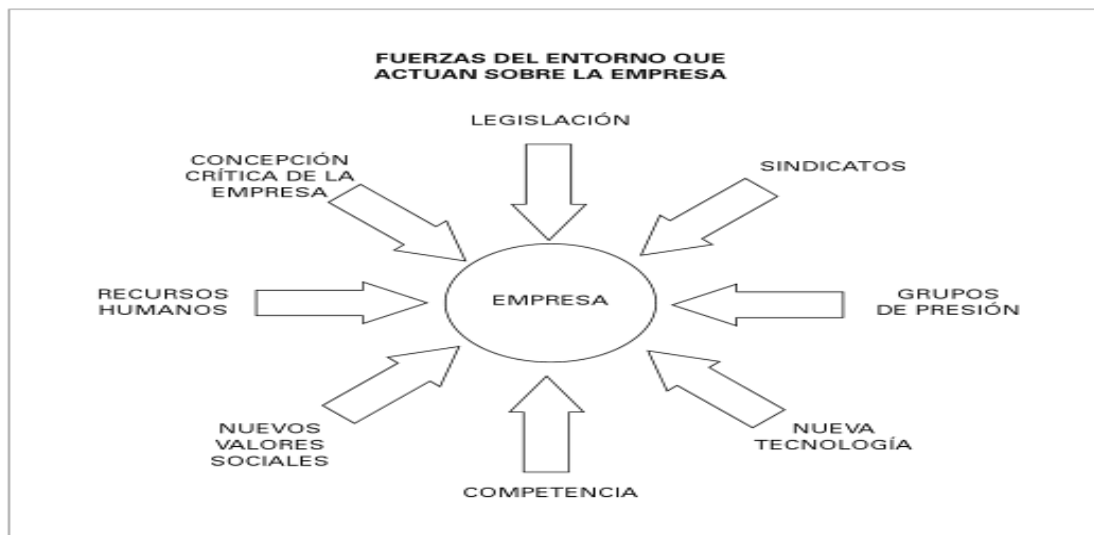 FUERZAS DEL ENTORNO QUE
ACTUAN SOBRE LA EMPRESA
LEGISLACIÓN
CONCEPCIÓN
CRÍTICA DE LA
EMPRESA
SINDICATOS
RECURSOS
HUMANOS
EMPRESA
GRUPOS
DE PRESIÓN
NUEVOS
VALORES
SOCIALES
NUEVA
TECNOLOGÍA
COMPETENCIA